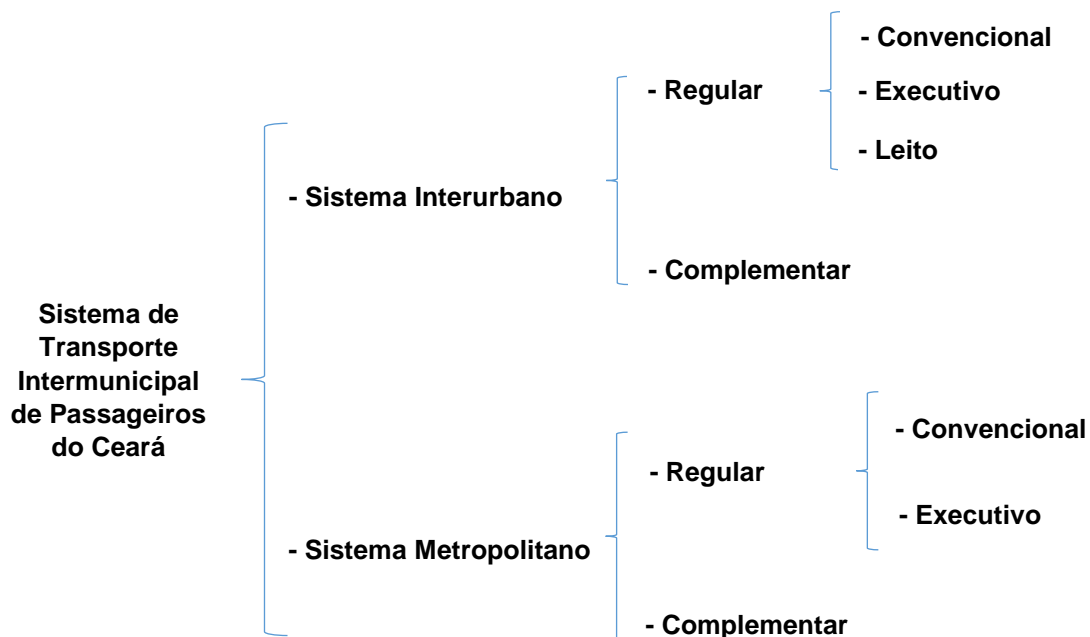 Sistema de
Transporte
Intermunicipal
de Passageiros
do Ceará
- Sistema Interurbano
- Regular
- Convencional
- Executivo
- Leito
- Complementar
- Sistema Metropolitano
- Regular
- Convencional
- Executivo
- Complementar